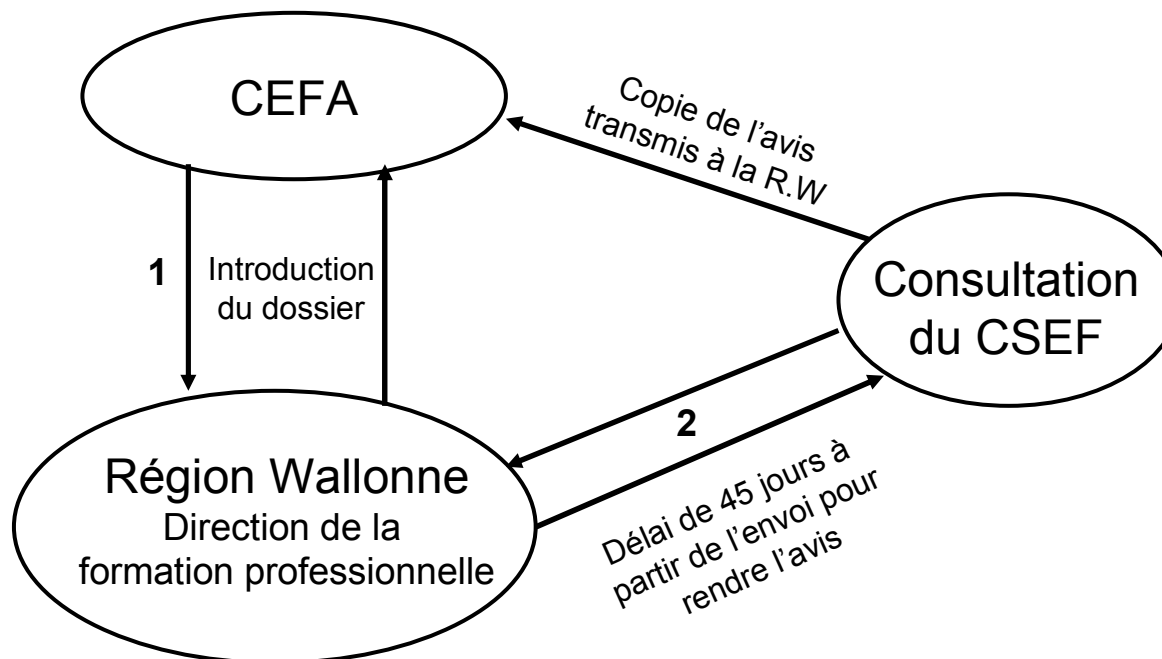 CEFA
Copie de l’avis
transmis à la R.W
1
Introduction
du dossier
Consultation
du CSEF
2
Région Wallonne
Direction de la
formation professionnelle
Délai de 45 jours à
partir de l’envoi pour
rendre l’avis